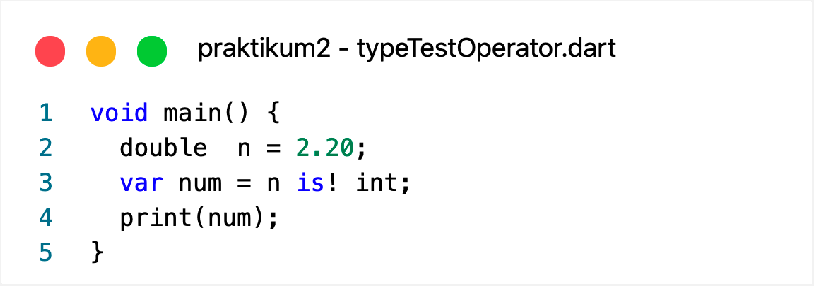 praktikum2 - typeTestOperator.dart
1 void main() {
2   double  n = 2.20;
3   var num = n is! int;
4   print(num);
5 }